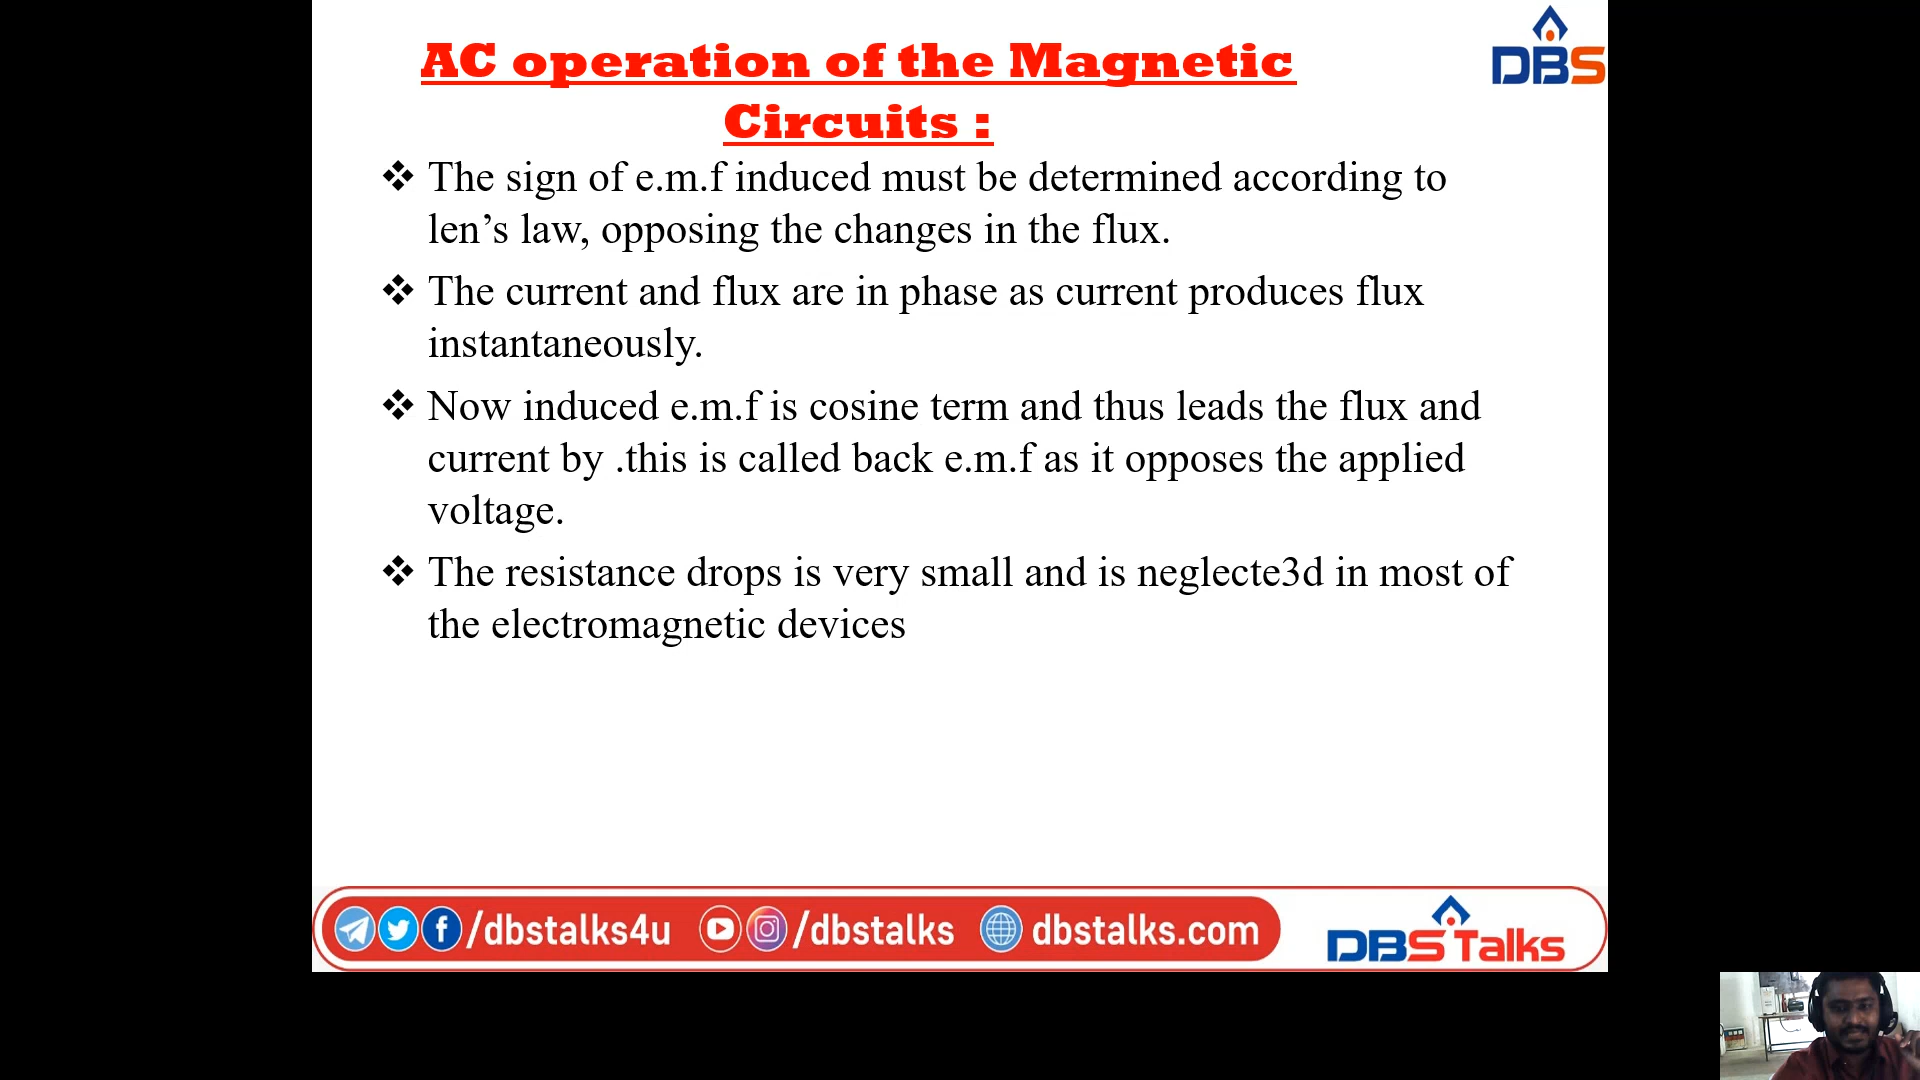 AC operation of the Magnetic
Circuits :
DBS
❖ The sign of e.m.f induced must be determined according to
len’s law, opposing the changes in the flux.
❖ The current and flux are in phase as current produces flux
instantaneously.
❖ Now induced e.m.f is cosine term and thus leads the flux and
current by .this is called back e.m.f as it opposes the applied
voltage.
❖ The resistance drops is very small and is neglecte3d in most of
the electromagnetic devices
/dbstalks4u /dbstalks dbstalks.com
DBS Talks